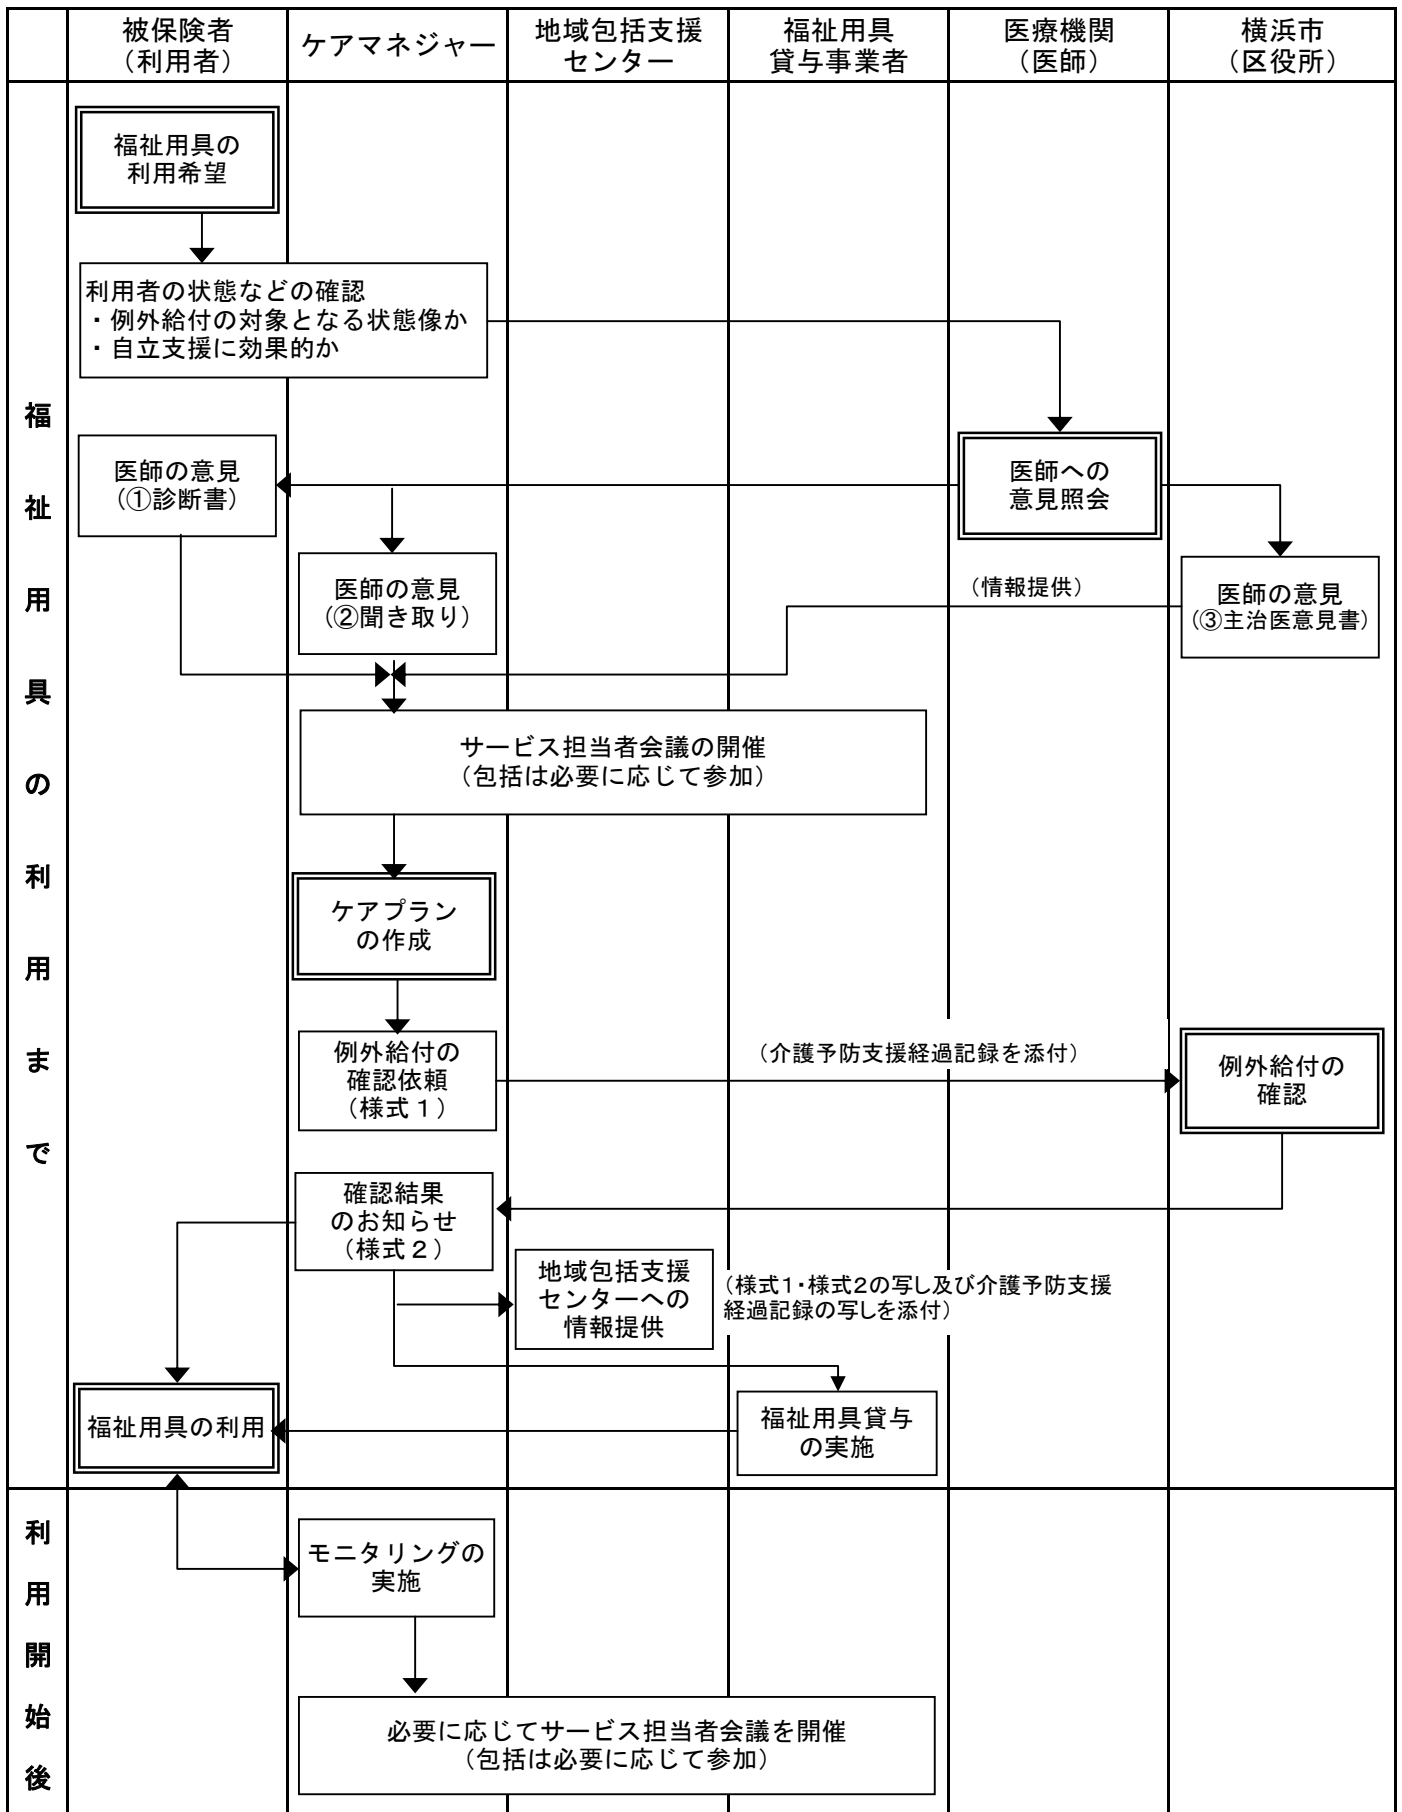 被保険者
（利用者）
ケアマネジャー
地域包括支援
センター
福祉用具
貸与事業者
医療機関
（医師）
横浜市
（区役所）
福祉用具の利用まで
福祉用具の
利用希望
利用者の状態などの確認
・例外給付の対象となる状態像か
・自立支援に効果的か
医師の意見
（①診断書）
医師への
意見照会
医師の意見
（②聞き取り）
（情報提供）
医師の意見
（③主治医意見書）
サービス担当者会議の開催
（包括は必要に応じて参加）
ケアプラン
の作成
例外給付の
確認依頼
（様式１）
（介護予防支援経過記録を添付）
例外給付の
確認
確認結果
のお知らせ
（様式２）
地域包括支援
センターへの
情報提供
（様式1・様式2の写し及び介護予防支援
経過記録の写しを添付）
福祉用具の利用
福祉用具貸与
の実施
利用開始後
モニタリングの
実施
必要に応じてサービス担当者会議を開催
（包括は必要に応じて参加）